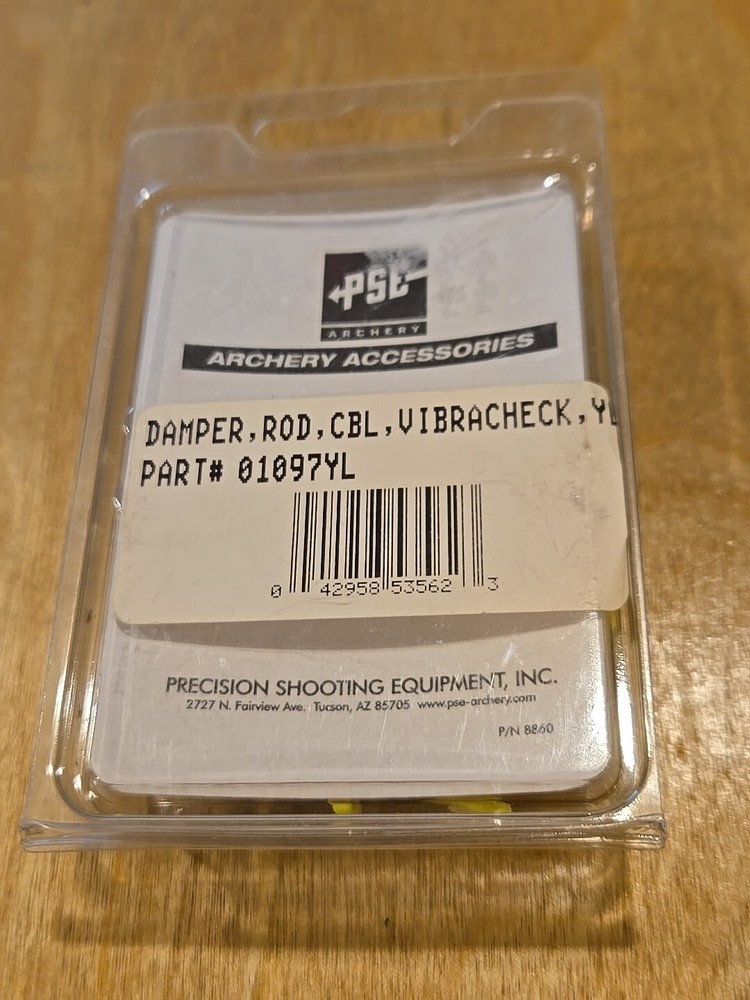 PSE
ARCHERY
ARCHERY ACCESSORIES
DAMPER,ROD,CBL,VIBRACHECK,YL
PART# 01097YL
0 42958 53562 3
PRECISION SHOOTING EQUIPMENT, INC.
2727 N. Fairview Ave. Tucson, AZ 85705 www.pse-archery.com
P/N 8860